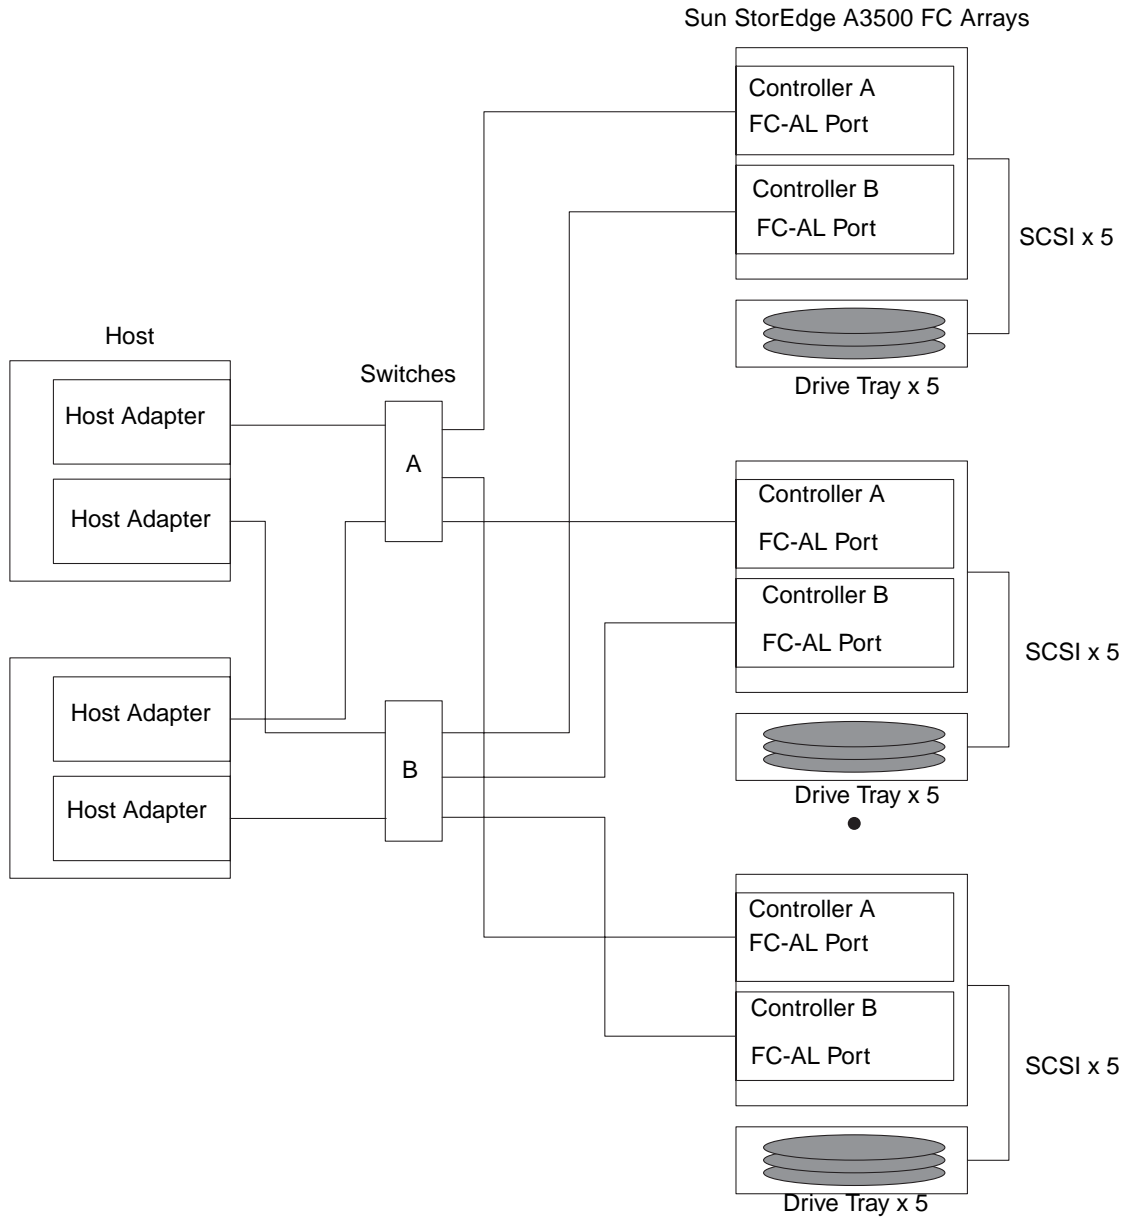 Sun StorEdge A3500 FC Arrays
Controller A
FC-AL Port
Controller B
FC-AL Port
SCSI x 5
Drive Tray x 5
Host
Host Adapter
Host Adapter
Switches
A
Controller A
FC-AL Port
Controller B
FC-AL Port
SCSI x 5
Drive Tray x 5
Host Adapter
Host Adapter
B
Controller A
FC-AL Port
Controller B
FC-AL Port
SCSI x 5
Drive Tray x 5